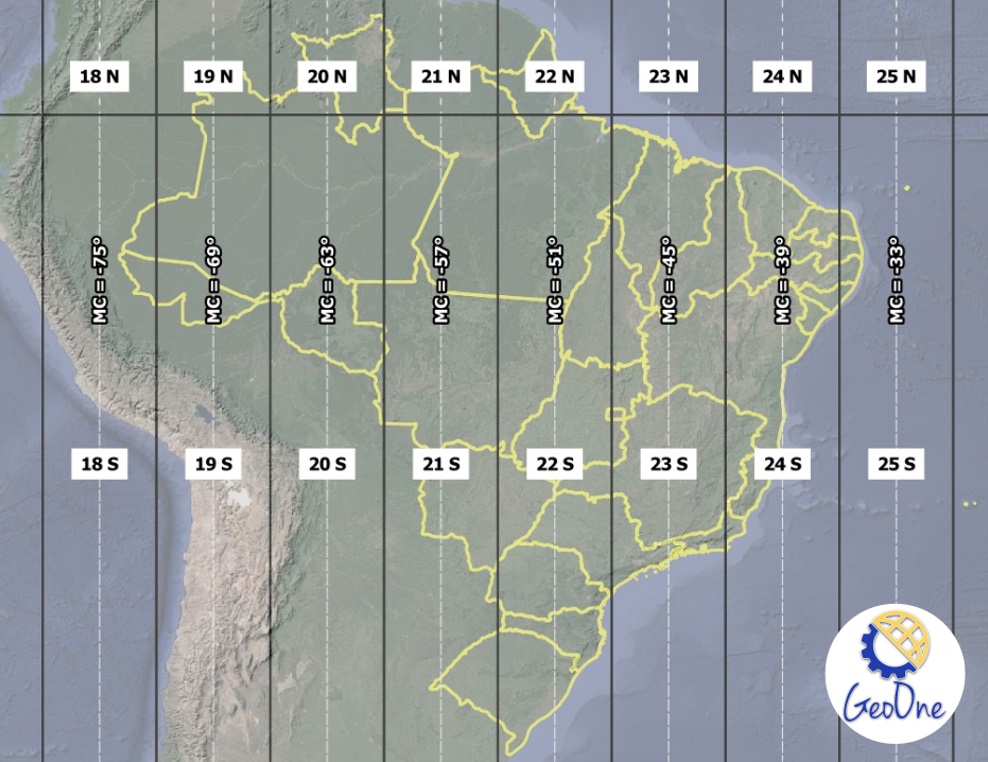 18 N
19 N
20 N
21 N
22 N
23 N
24 N
25 N
MC = -75°
MC = -69°
MC = -63°
MC = -57°
MC = -51°
MC = -45°
MC = -39°
MC = -33°
18 S
19 S
20 S
21 S
22 S
23 S
24 S
25 S
GeoOne